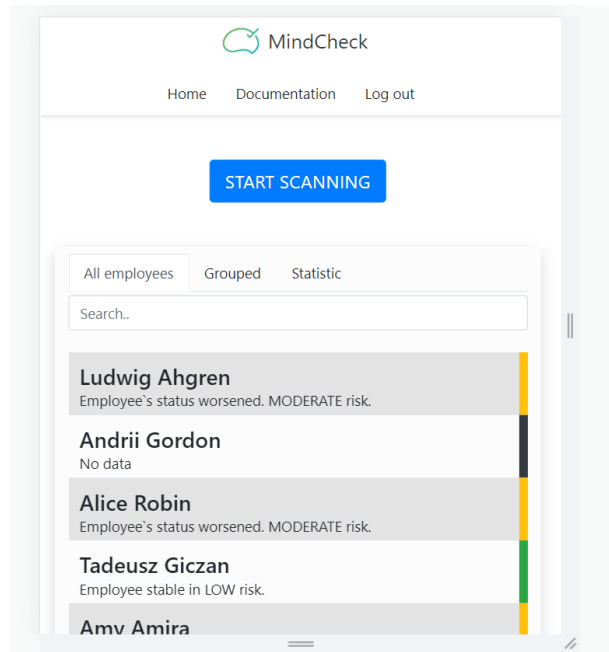 MindCheck
Home Documentation Log out
START SCANNING
All employees Grouped Statistic
Search..
Ludwig Ahgren
Employee`s status worsened. MODERATE risk.
Andrii Gordon
No data
Alice Robin
Employee`s status worsened. MODERATE risk.
Tadeusz Giczan
Employee stable in LOW risk.
Amy Amira